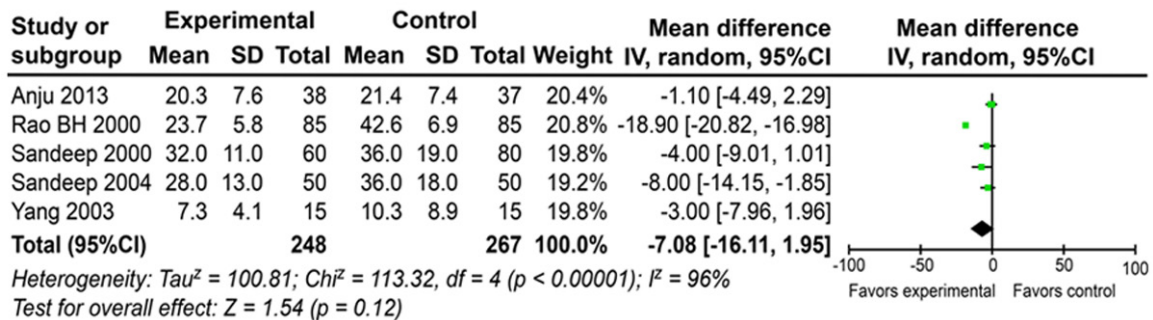 Study or subgroup Experimental Control Weight Mean difference IV, random, 95%CI Mean difference IV, random, 95%CI
Mean SD Total Mean SD Total
Anju 2013 20.3 7.6 38 21.4 7.4 37 20.4% -1.10 [-4.49, 2.29]
Rao BH 2000 23.7 5.8 85 42.6 6.9 85 20.8% -18.90 [-20.82, -16.98]
Sandeep 2000 32.0 11.0 60 36.0 19.0 80 19.8% -4.00 [-9.01, 1.01]
Sandeep 2004 28.0 13.0 50 36.0 18.0 50 19.2% -8.00 [-14.15, -1.85]
Yang 2003 7.3 4.1 15 10.3 8.9 15 19.8% -3.00 [-7.96, 1.96]
Total (95%CI) 248 267 100.0% -7.08 [-16.11, 1.95]
Heterogeneity: Tauᶻ = 100.81; Chiᶻ = 113.32, df = 4 (p < 0.00001); Iᶻ = 96%
Test for overall effect: Z = 1.54 (p = 0.12)
-100 -50 0 50 100
Favors experimental Favors control